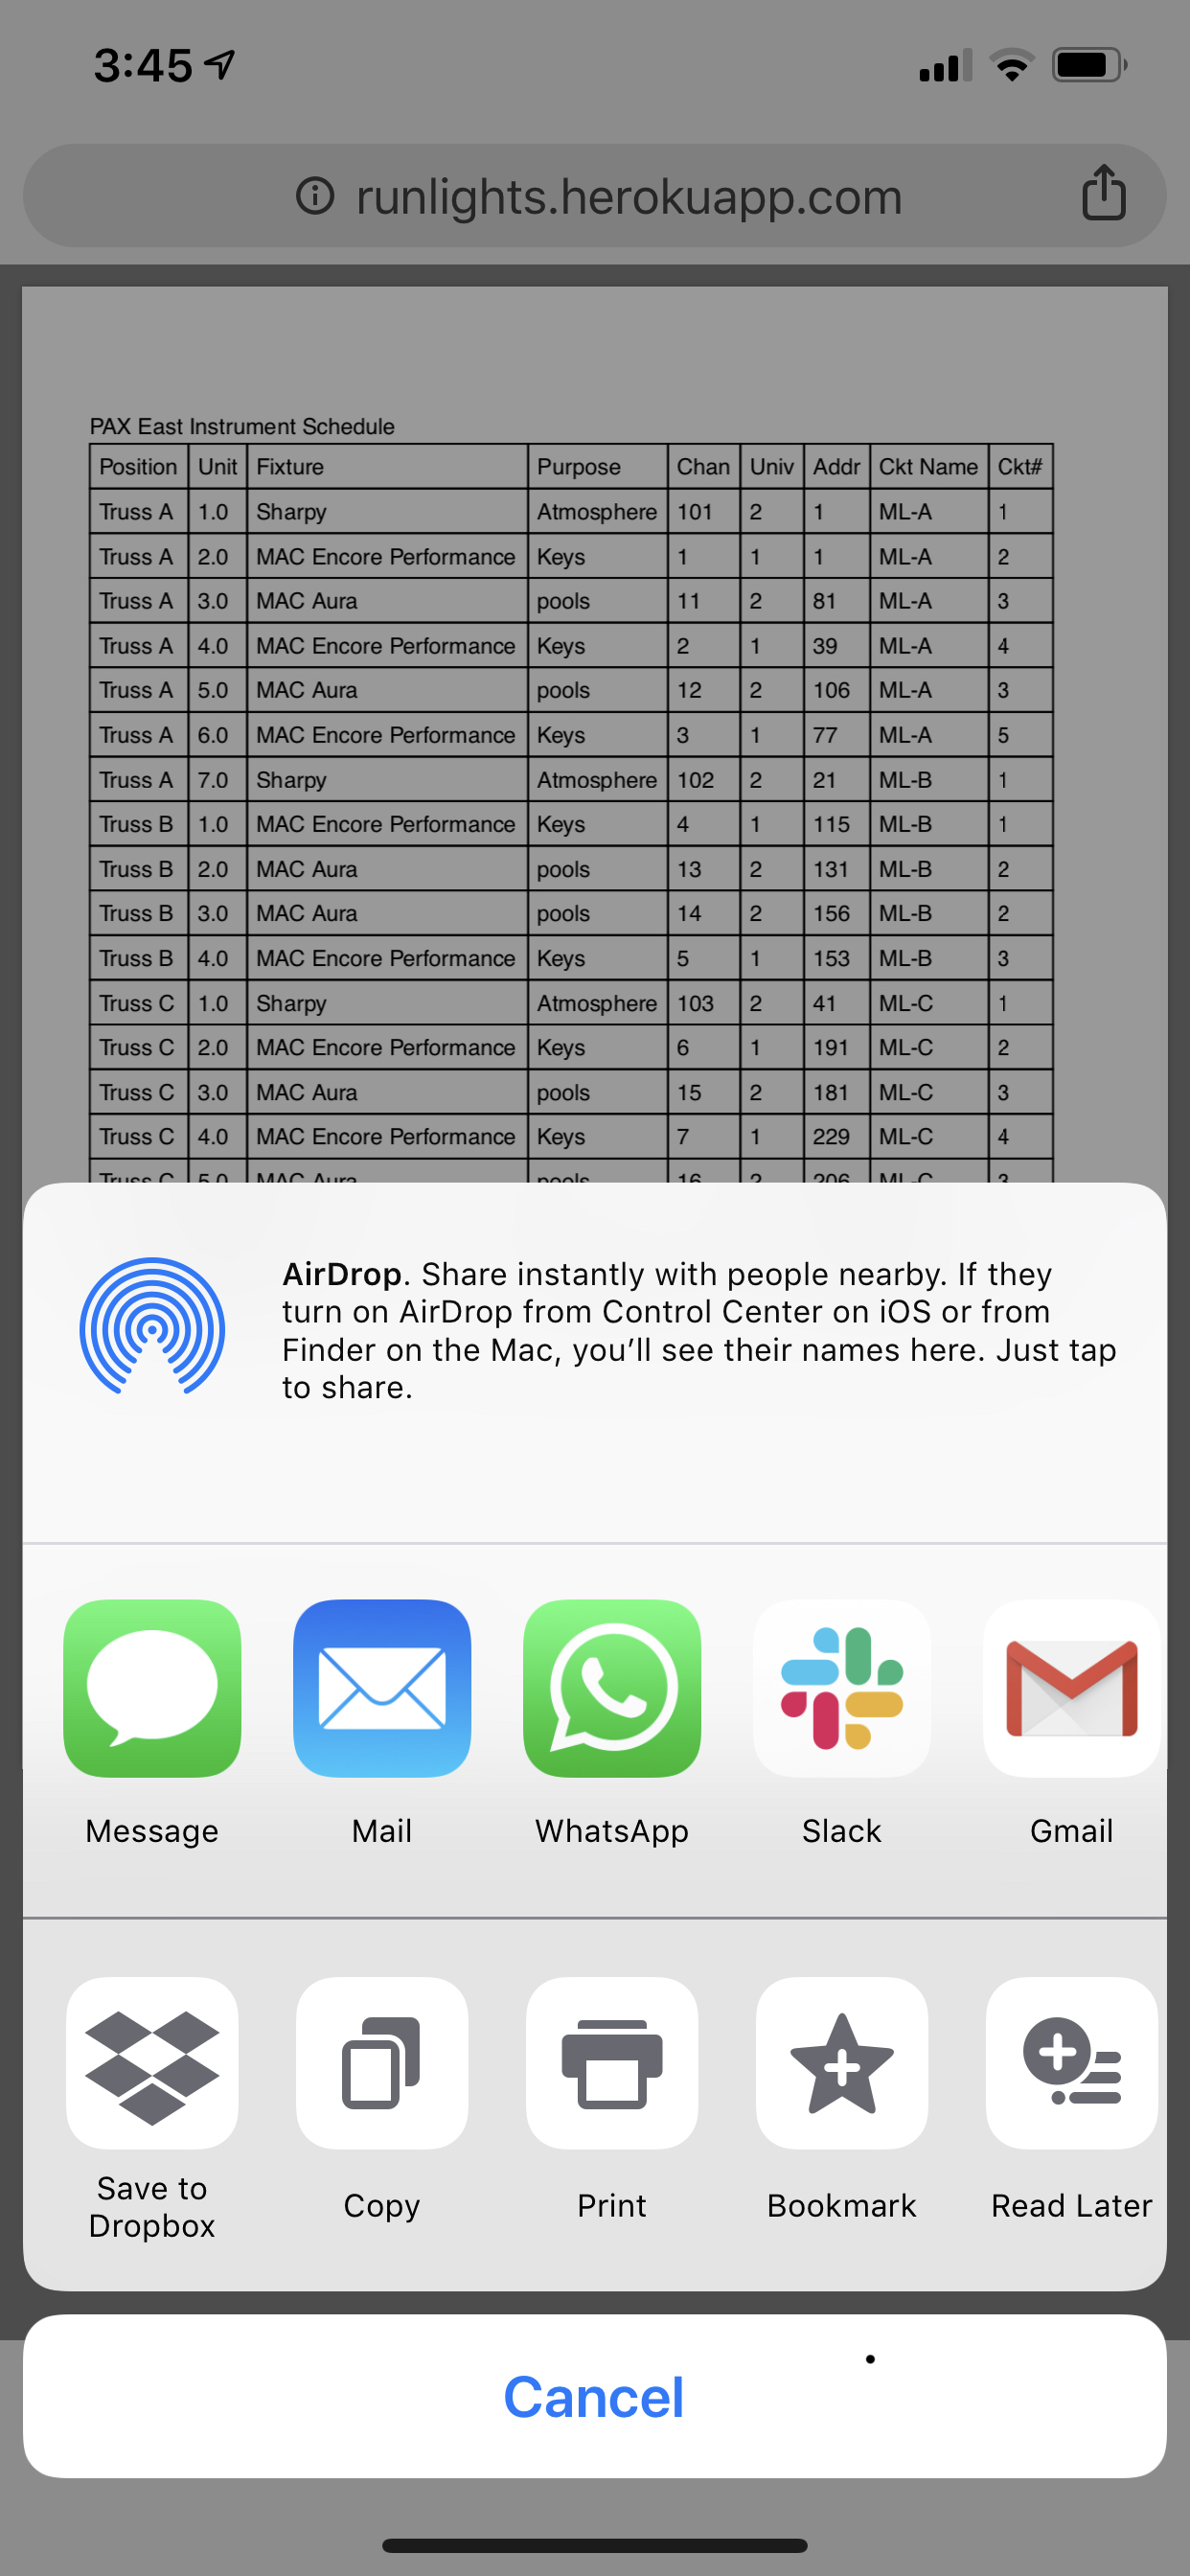 3:45
runlights.herokuapp.com
PAX East Instrument Schedule
Position Unit Fixture Purpose Chan Univ Addr Ckt Name Ckt#
Truss A 1.0 Sharpy Atmosphere 101 2 1 ML-A 1
Truss A 2.0 MAC Encore Performance Keys 1 1 1 ML-A 2
Truss A 3.0 MAC Aura pools 11 2 81 ML-A 3
Truss A 4.0 MAC Encore Performance Keys 2 1 39 ML-A 4
Truss A 5.0 MAC Aura pools 12 2 106 ML-A 3
Truss A 6.0 MAC Encore Performance Keys 3 1 77 ML-A 5
Truss A 7.0 Sharpy Atmosphere 102 2 21 ML-B 1
Truss B 1.0 MAC Encore Performance Keys 4 1 115 ML-B 1
Truss B 2.0 MAC Aura pools 13 2 131 ML-B 2
Truss B 3.0 MAC Aura pools 14 2 156 ML-B 2
Truss B 4.0 MAC Encore Performance Keys 5 1 153 ML-B 3
Truss C 1.0 Sharpy Atmosphere 103 2 41 ML-C 1
Truss C 2.0 MAC Encore Performance Keys 6 1 191 ML-C 2
Truss C 3.0 MAC Aura pools 15 2 181 ML-C 3
Truss C 4.0 MAC Encore Performance Keys 7 1 229 ML-C 4
Truss C 5.0 MAC Aura pools 16 2 206 ML-C 3
AirDrop. Share instantly with people nearby. If they
turn on AirDrop from Control Center on iOS or from
Finder on the Mac, you’ll see their names here. Just tap
to share.
Message Mail WhatsApp Slack Gmail
Save to
Dropbox Copy Print Bookmark Read Later
Cancel